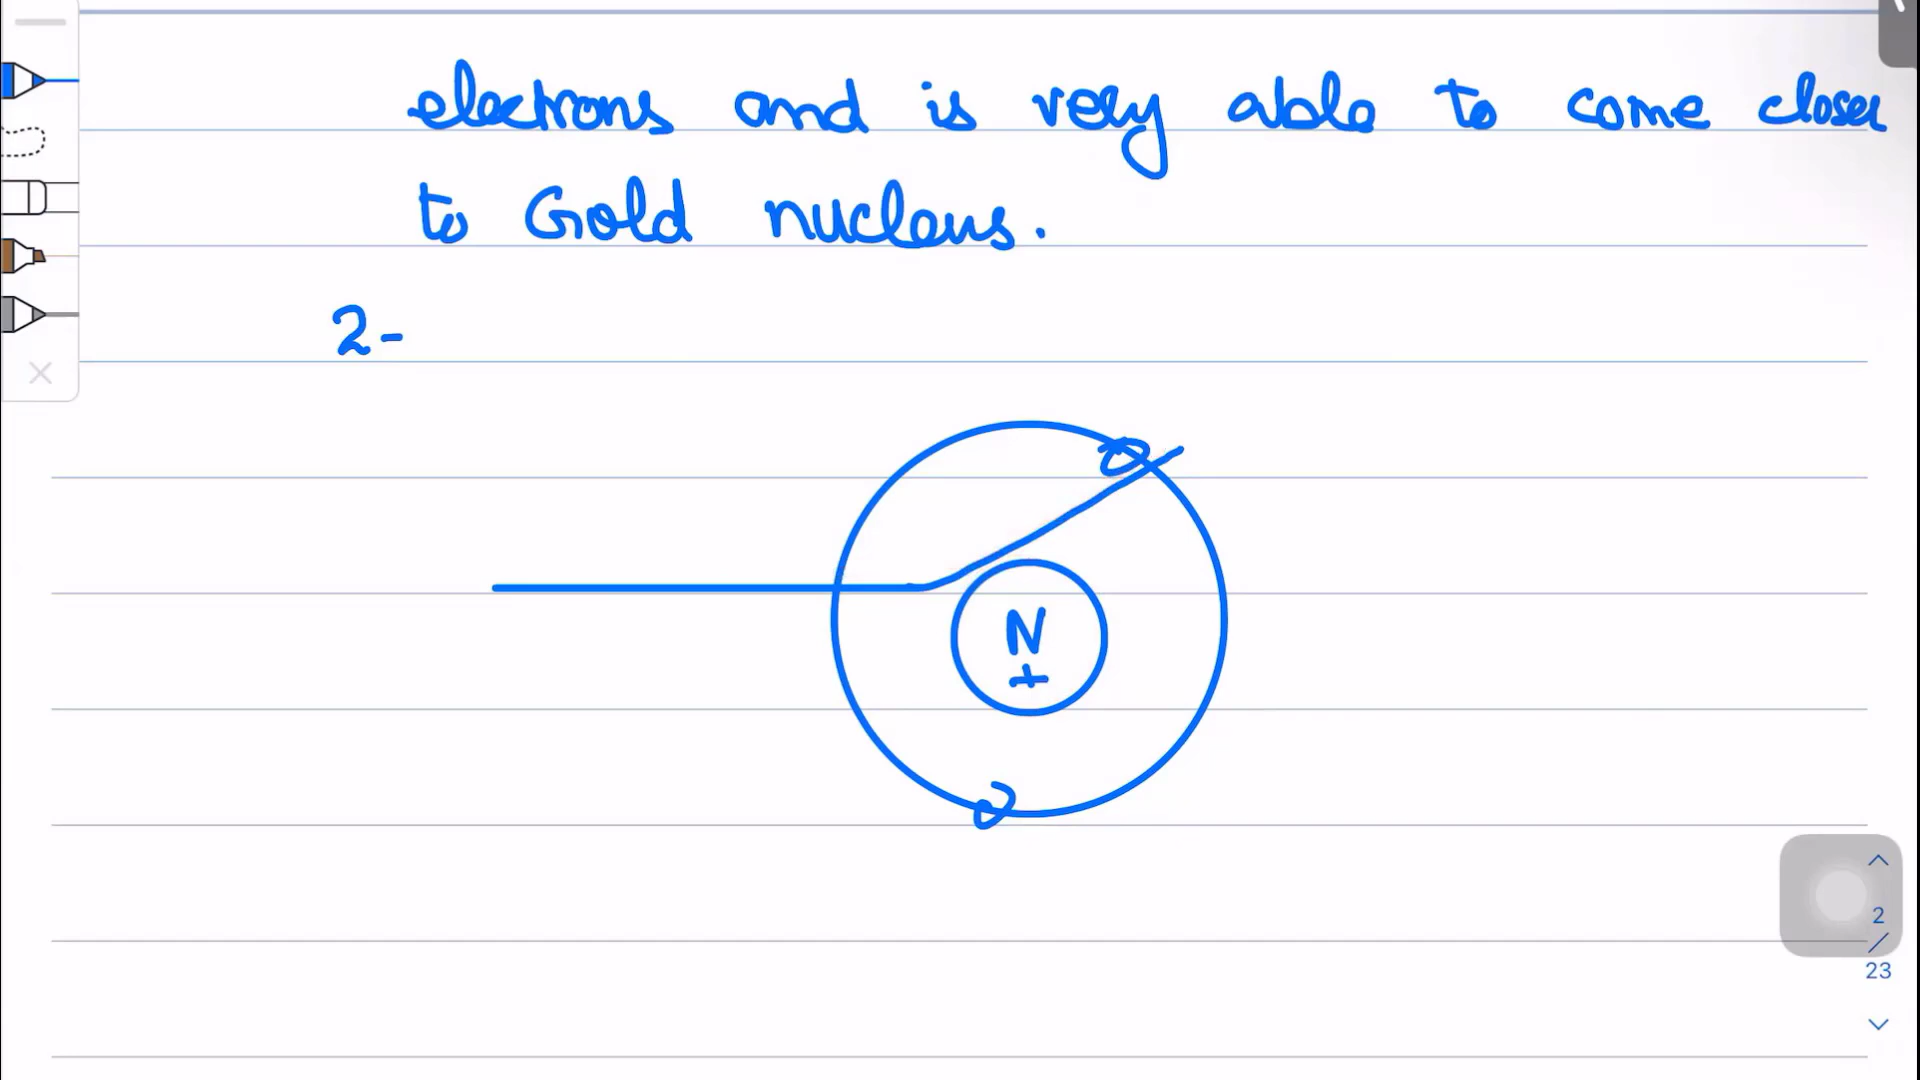 electrons and is very able to come closer
to Gold nucleus.
2-
N
+
2
/
23